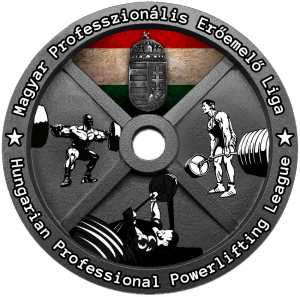 Magyar Professzionális Erőemelő Liga
Hungarian Professional Powerlifting League